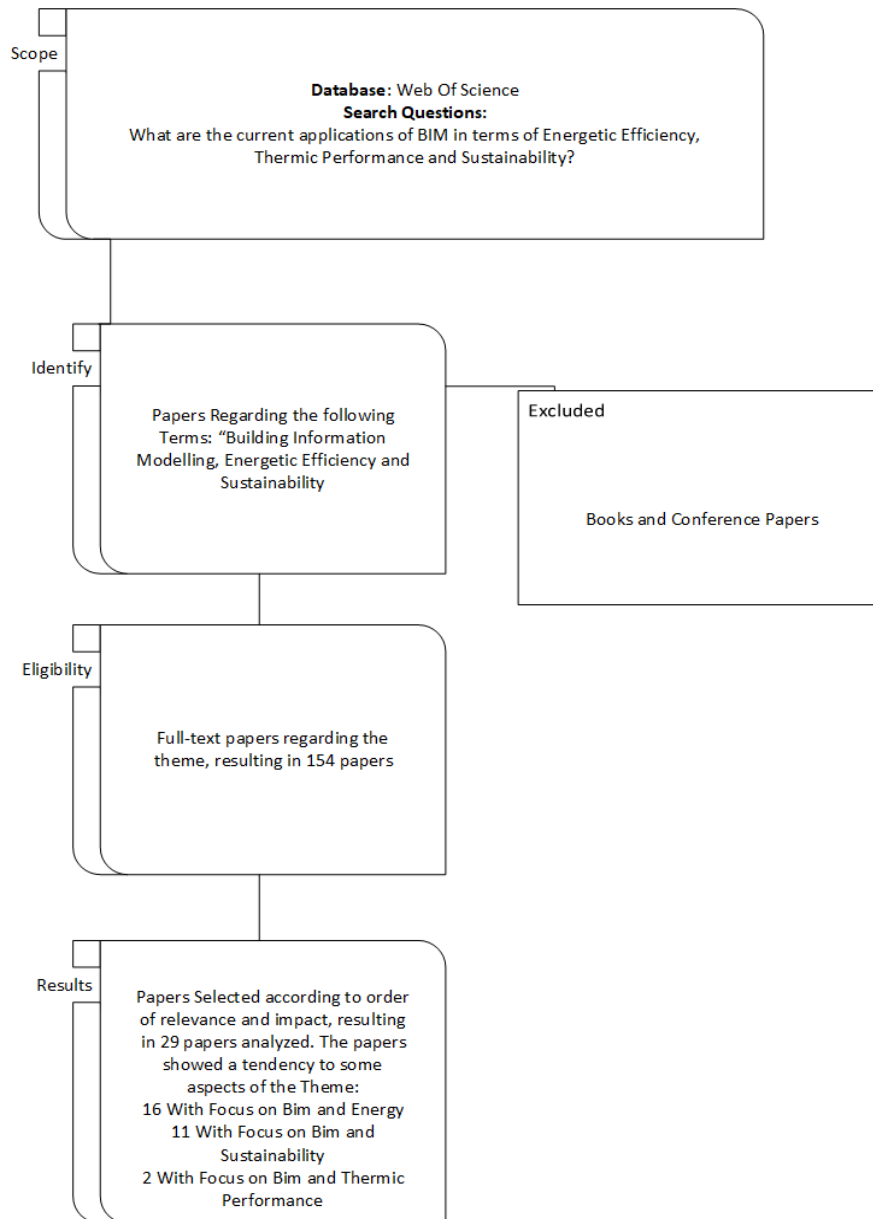 Scope
Database: Web Of Science
Search Questions:
What are the current applications of BIM in terms of Energetic Efficiency,
Thermic Performance and Sustainability?
Identify
Papers Regarding the following
Terms: “Building Information
Modelling, Energetic Efficiency and
Sustainability
Excluded
Books and Conference Papers
Eligibility
Full-text papers regarding the
theme, resulting in 154 papers
Results
Papers Selected according to order
of relevance and impact, resulting
in 29 papers analyzed. The papers
showed a tendency to some
aspects of the Theme:
16 With Focus on Bim and Energy
11 With Focus on Bim and
Sustainability
2 With Focus on Bim and Thermic
Performance